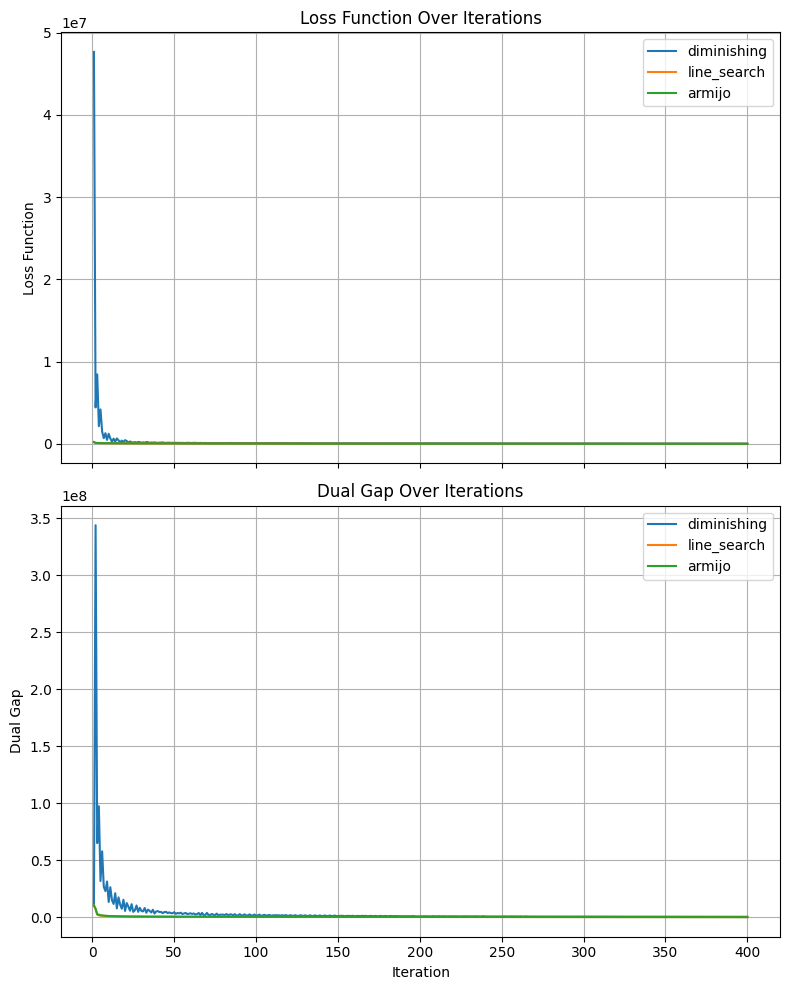 Loss Function Over Iterations
1e7
5
4
3
2
1
0
Loss Function
diminishing
line_search
armijo
Dual Gap Over Iterations
1e8
3.5
3.0
2.5
2.0
1.5
1.0
0.5
0.0
Dual Gap
diminishing
line_search
armijo
0 50 100 150 200 250 300 350 400
Iteration